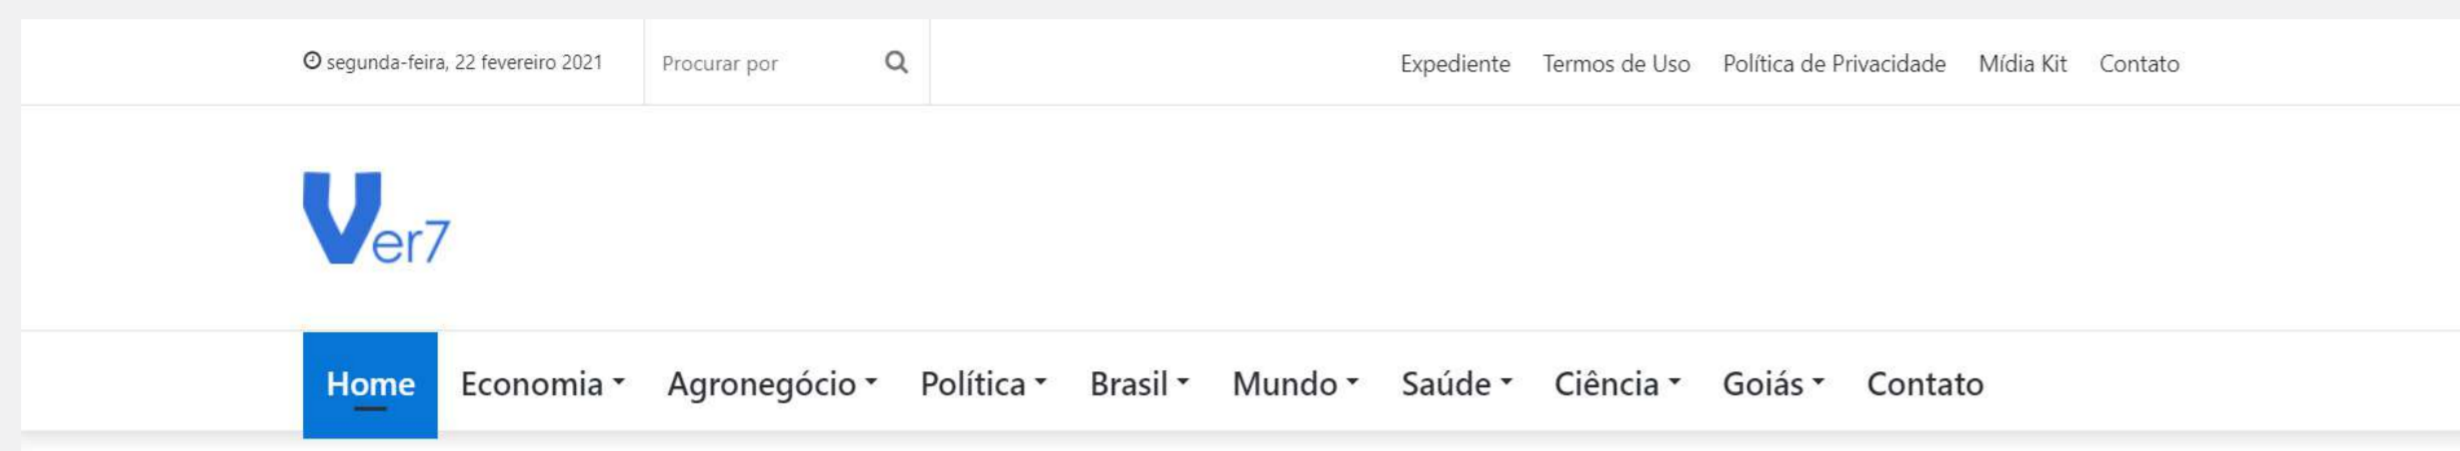 segunda-feira, 22 fevereiro 2021 Procurar por Expediente Termos de Uso Política de Privacidade Mídia Kit Contato
Ver7
Home Economia Agronegócio Política Brasil Mundo Saúde Ciência Goiás Contato